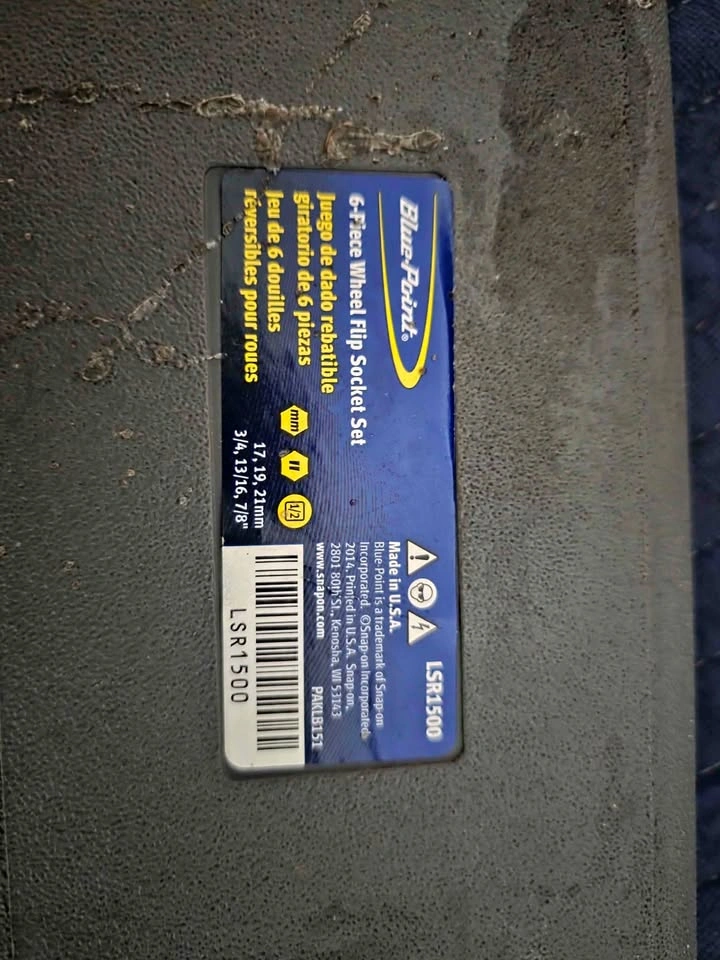 Blue-Point®
6-Piece Wheel Flip Socket Set
Juego de dado rebatible
giratorio de 6 piezas
Jeu de 6 douilles
réversibles pour roues
mm
1/2
17, 19, 21mm
3/4, 13/16, 7/8"
LSR1500
Made in U.S.A.
Blue-Point is a trademark of Snap-on
Incorporated. ©Snap-on Incorporated
2014. Printed in U.S.A. Snap-on,
2801 80th St., Kenosha, WI 53143
www.snapon.com
PAKLB151
LSR1500